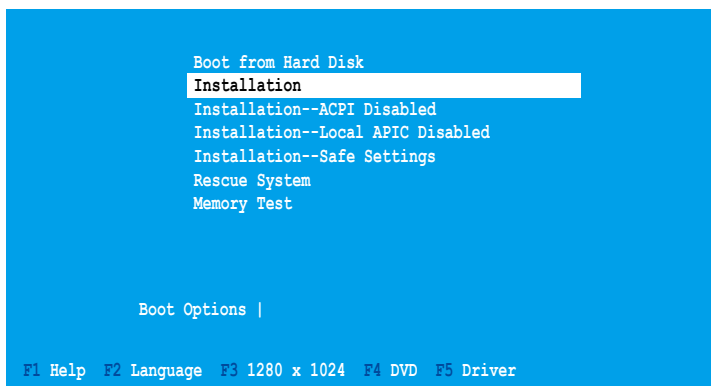 Boot from Hard Disk
Installation
Installation--ACPI Disabled
Installation--Local APIC Disabled
Installation--Safe Settings
Rescue System
Memory Test
Boot Options |
F1 Help F2 Language F3 1280 x 1024 F4 DVD F5 Driver